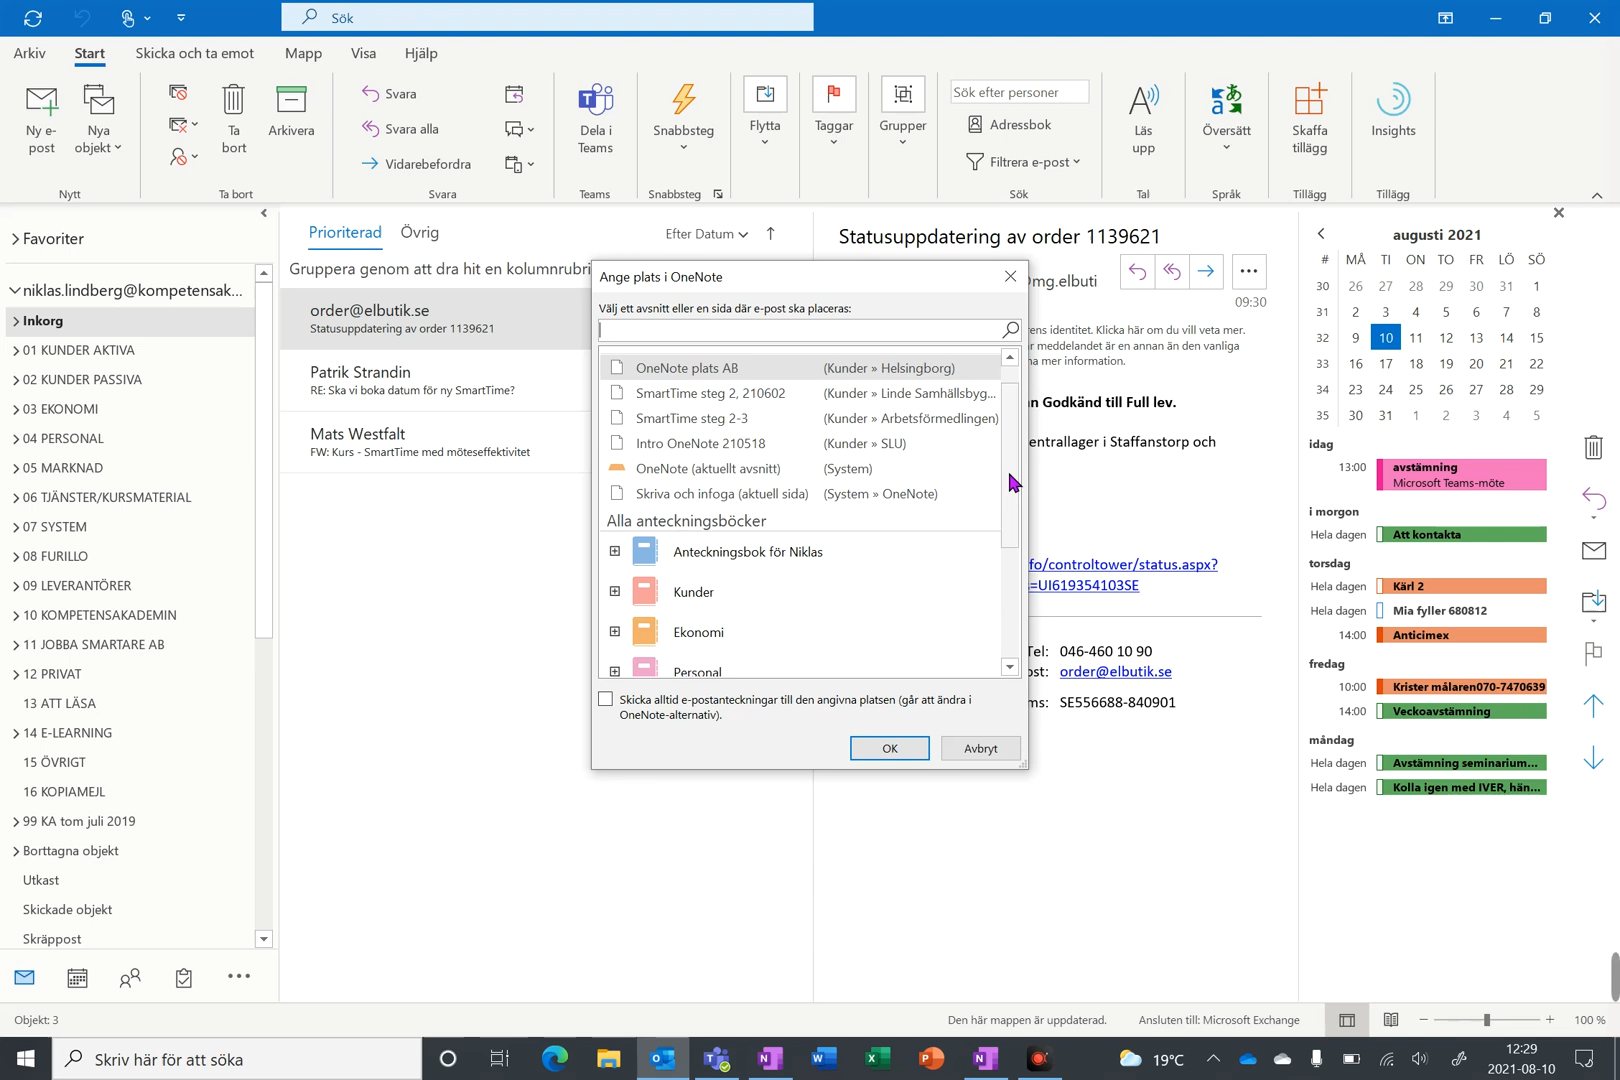 Sök
Arkiv
Start
Skicka och ta emot
Mapp
Visa
Hjälp
Ny e-
post
Nya
objekt
Nytt
Ta
bort
Arkivera
Ta bort
Svara
Svara alla
Vidarebefordra
Svara
Dela i
Teams
Teams
Snabbsteg
Snabbsteg
Flytta
Taggar
Grupper
Sök efter personer
Adressbok
Filtrera e-post
Sök
Läs
upp
Tal
Översätt
Språk
Skaffa
tillägg
Tillägg
Insights
Tillägg
Favoriter
niklas.lindberg@kompetensak...
Inkorg
01 KUNDER AKTIVA
02 KUNDER PASSIVA
03 EKONOMI
04 PERSONAL
05 MARKNAD
06 TJÄNSTER/KURSMATERIAL
07 SYSTEM
08 FURILLO
09 LEVERANTÖRER
10 KOMPETENSAKADEMIN
11 JOBBA SMARTARE AB
12 PRIVAT
13 ATT LÄSA
14 E-LEARNING
15 ÖVRIGT
16 KOPIAMEJL
99 KA tom juli 2019
Borttagna objekt
Utkast
Skickade objekt
Skräppost
Prioriterad
Övrig
Efter Datum
Gruppera genom att dra hit en kolumnrubri
order@elbutik.se
Statusuppdatering av order 1139621
Patrik Strandin
RE: Ska vi boka datum för ny SmartTime?
Mats Westfalt
FW: Kurs - SmartTime med möteseffektivitet
Ange plats i OneNote
Välj ett avsnitt eller en sida där e-post ska placeras:
OneNote plats AB (Kunder » Helsingborg)
SmartTime steg 2, 210602 (Kunder » Linde Samhällsbyg...
SmartTime steg 2-3 (Kunder » Arbetsförmedlingen)
Intro OneNote 210518 (Kunder » SLU)
OneNote (aktuellt avsnitt) (System)
Skriva och infoga (aktuell sida) (System » OneNote)
Alla anteckningsböcker
Anteckningsbok för Niklas
Kunder
Ekonomi
Personal
Skicka alltid e-postanteckningar till den angivna platsen (går att ändra i
OneNote-alternativ).
OK
Avbryt
Statusuppdatering av order 1139621
mg.elbuti
09:30
rens identitet. Klicka här om du vill veta mer.
r meddelandet är en annan än den vanliga
na mer information.
n Godkänd till Full lev.
entrallager i Staffanstorp och
fo/controltower/status.aspx?
=UI619354103SE
Tel: 046-460 10 90
ost: order@elbutik.se
ms: SE556688-840901
augusti 2021
# MÅ TI ON TO FR LÖ SÖ
30 26 27 28 29 30 31 1
31 2 3 4 5 6 7 8
32 9 10 11 12 13 14 15
33 16 17 18 19 20 21 22
34 23 24 25 26 27 28 29
35 30 31 1 2 3 4 5
idag
13:00 avstämning
Microsoft Teams-möte
i morgon
Hela dagen Att kontakta
torsdag
Hela dagen Kärl 2
Hela dagen Mia fyller 680812
14:00 Anticimex
fredag
10:00 Krister målaren070-7470639
14:00 Veckoavstämning
måndag
Hela dagen Avstämning seminarium...
Hela dagen Kolla igen med IVER, hän...
Objekt: 3
Den här mappen är uppdaterad.
Ansluten till: Microsoft Exchange
100 %
Skriv här för att söka
19°C
12:29
2021-08-10